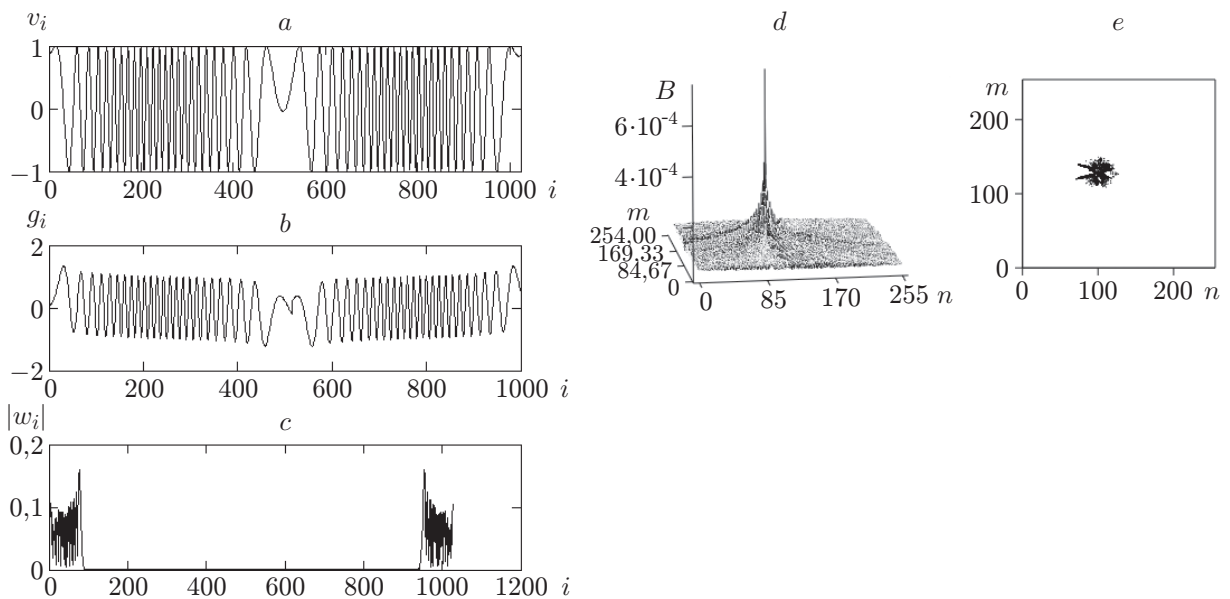 v_i a
1
0
−1
0 200 400 600 800 1000 i
g_i b
2
0
−2
0 200 400 600 800 1000 i
|w_i| c
0,2
0,1
0
0 200 400 600 800 1000 1200 i
d
B
6·10⁻⁴
4·10⁻⁴
m
254,00
169,33
84,67
0
0 85 170 255 n
e
m
200
100
0
0 100 200 n